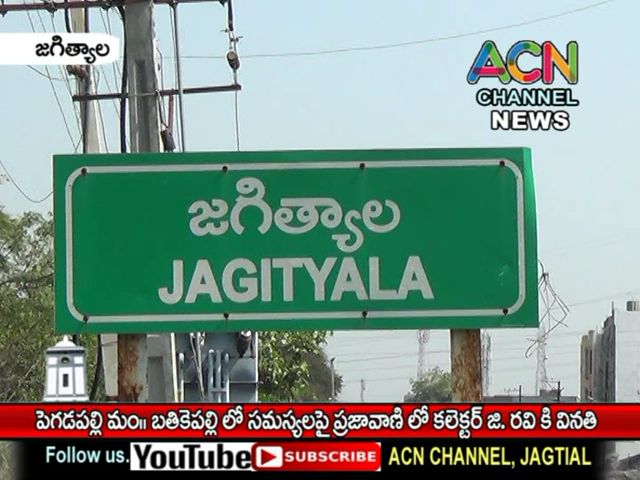 జగిత్యాల
ACN
CHANNEL
NEWS
జగిత్యాల
JAGITYALA
పెగడపల్లి మం॥ బతికెపల్లి లో సమస్యలపై ప్రజావాణి లో కలెక్టర్ జి. రవి కి వినతి
Follow us. YouTube SUBSCRIBE ACN CHANNEL, JAGTIAL